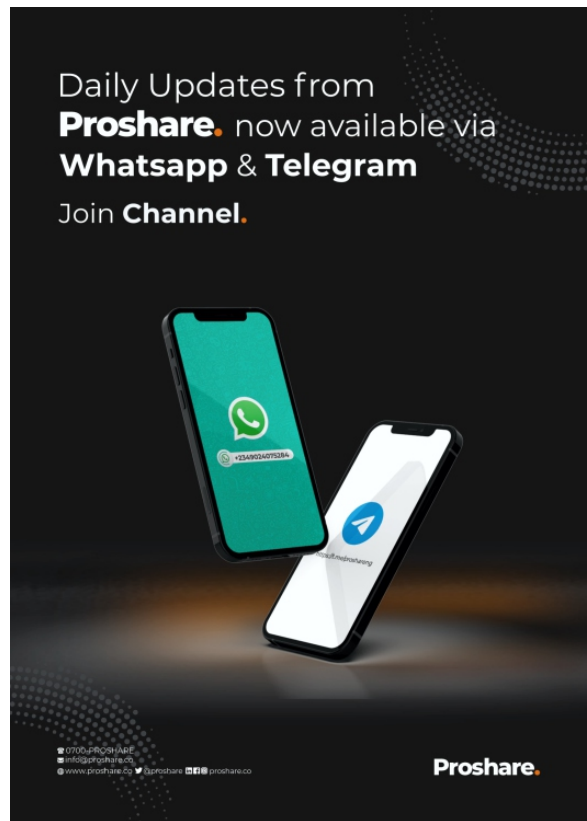 Daily Updates from
Proshare. now available via
Whatsapp & Telegram
Join Channel.
+2349024075284
0700-PROSHARE
info@proshare.co
www.proshare.co @proshare proshare.co
Proshare.